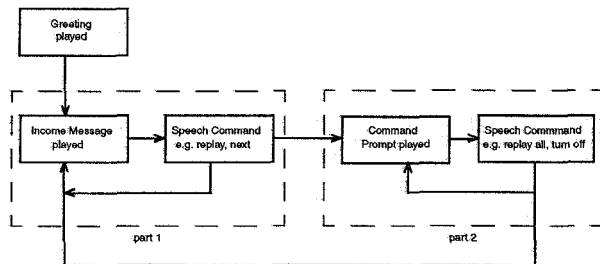 Greeting
played
Income Message
played
Speech Command
e.g. replay, next
Command
Prompt played
Speech Commmand
e.g. replay all, turn off
part 1
part 2